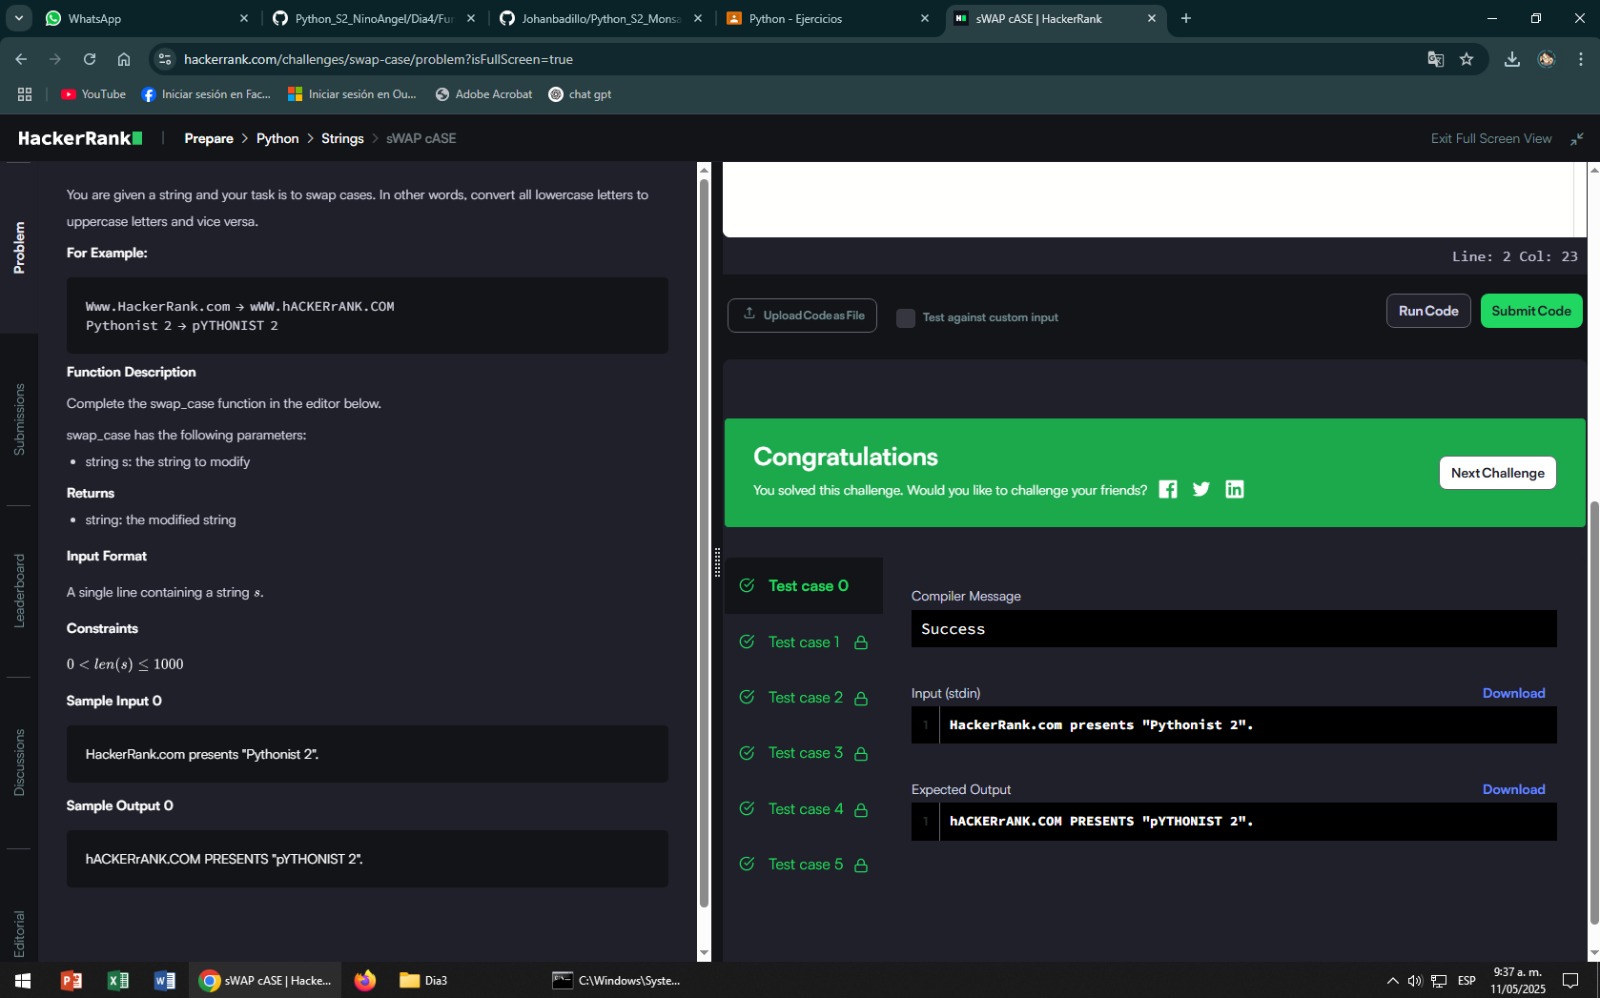 WhatsApp
Python_S2_NinoAngel/Dia4/Fur
Johanbadillo/Python_S2_Monsa
Python - Ejercicios
sWAP cASE | HackerRank
hackerrank.com/challenges/swap-case/problem?isFullScreen=true
YouTube
Iniciar sesión en Fac...
Iniciar sesión en Ou...
Adobe Acrobat
chat gpt
HackerRank
Prepare > Python > Strings > sWAP cASE
Exit Full Screen View
Problem
Submissions
Leaderboard
Discussions
Editorial
You are given a string and your task is to swap cases. In other words, convert all lowercase letters to
uppercase letters and vice versa.
For Example:
Www.HackerRank.com → wWW.hACKERrANK.COM
Pythonist 2 → pYTHONIST 2
Function Description
Complete the swap_case function in the editor below.
swap_case has the following parameters:
• string s: the string to modify
Returns
• string: the modified string
Input Format
A single line containing a string s.
Constraints
0 < len(s) ≤ 1000
Sample Input 0
HackerRank.com presents "Pythonist 2".
Sample Output 0
hACKERrANK.COM PRESENTS "pYTHONIST 2".
Line: 2 Col: 23
Upload Code as File
Test against custom input
Run Code
Submit Code
Congratulations
You solved this challenge. Would you like to challenge your friends?
Next Challenge
Test case 0
Test case 1
Test case 2
Test case 3
Test case 4
Test case 5
Compiler Message
Success
Input (stdin)
Download
1 HackerRank.com presents "Pythonist 2".
Expected Output
Download
1 hACKERrANK.COM PRESENTS "pYTHONIST 2".
sWAP cASE | Hacke...
Dia3
C:\Windows\Syste...
ESP
9:37 a. m.
11/05/2025